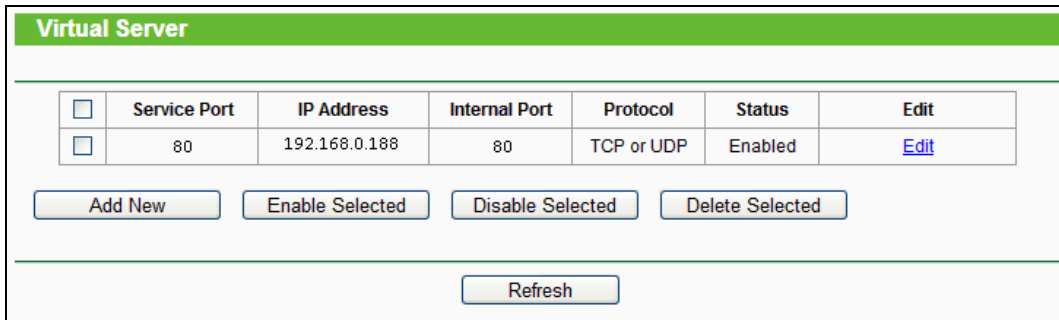 Virtual Server
Service Port IP Address Internal Port Protocol Status Edit
80 192.168.0.188 80 TCP or UDP Enabled Edit
Add New Enable Selected Disable Selected Delete Selected
Refresh